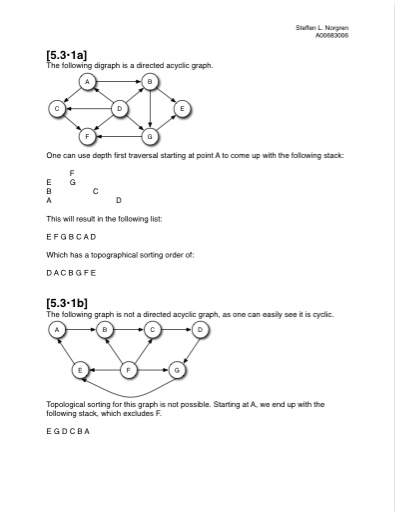 Steffen L. Norgren
A00683006
[5.3•1a]
The following digraph is a directed acyclic graph.
A B
C D E
F G
One can use depth first traversal starting at point A to come up with the following stack:
F
E G
B C
A D
This will result in the following list:
E F G B C A D
Which has a topographical sorting order of:
D A C B G F E
[5.3•1b]
The following graph is not a directed acyclic graph, as one can easily see it is cyclic.
A B C D
E F G
Topological sorting for this graph is not possible. Starting at A, we end up with the
following stack, which excludes F.
E G D C B A